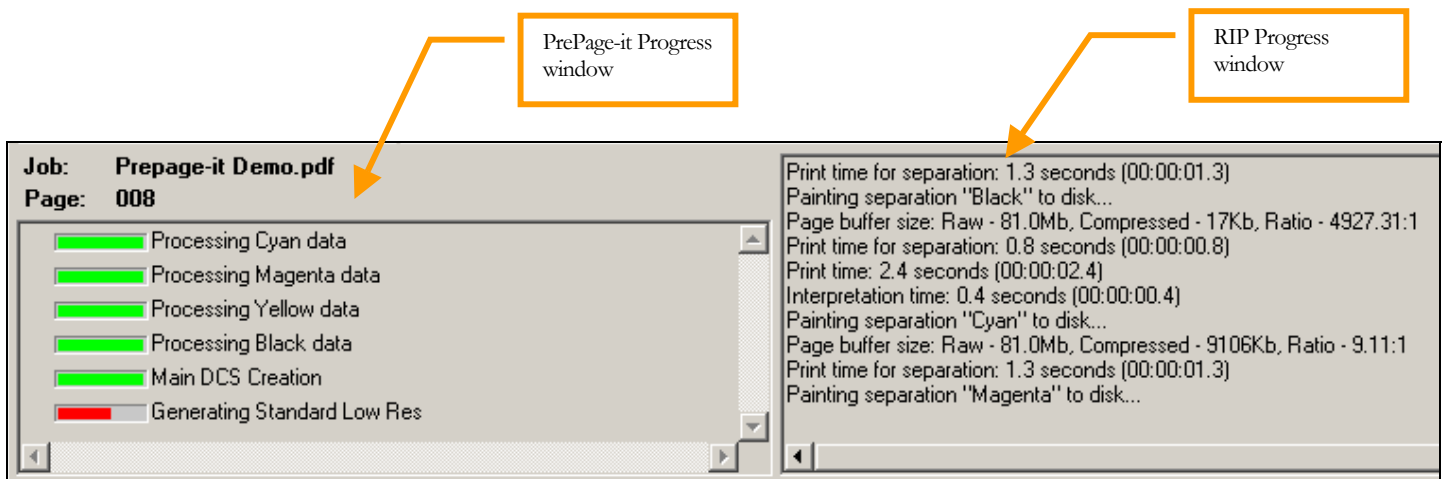 PrePage-it Progress
window
RIP Progress
window
Job: Prepage-it Demo.pdf
Page: 008
Processing Cyan data
Processing Magenta data
Processing Yellow data
Processing Black data
Main DCS Creation
Generating Standard Low Res
Print time for separation: 1.3 seconds (00:00:01.3)
Painting separation "Black" to disk...
Page buffer size: Raw - 81.0Mb, Compressed - 17Kb, Ratio - 4927.31:1
Print time for separation: 0.8 seconds (00:00:00.8)
Print time: 2.4 seconds (00:00:02.4)
Interpretation time: 0.4 seconds (00:00:00.4)
Painting separation "Cyan" to disk...
Page buffer size: Raw - 81.0Mb, Compressed - 9106Kb, Ratio - 9.11:1
Print time for separation: 1.3 seconds (00:00:01.3)
Painting separation "Magenta" to disk...